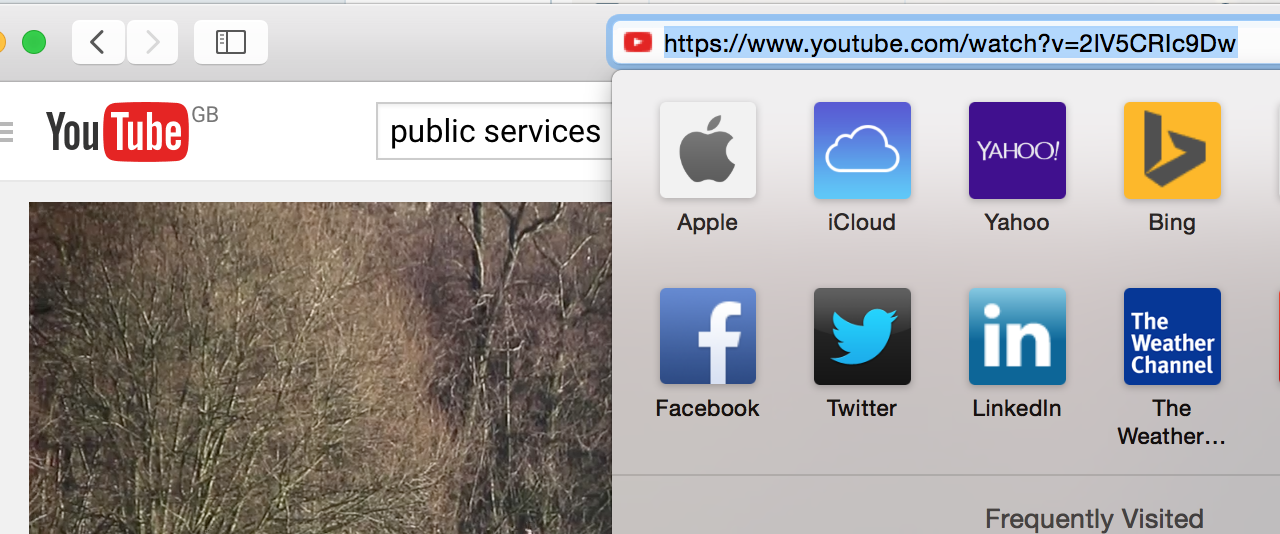 https://www.youtube.com/watch?v=2lV5CRIc9Dw
YouTube GB
public services
Apple
iCloud
YAHOO!
Yahoo
Bing
Facebook
Twitter
in
LinkedIn
The
Weather
Channel
The
Weather...
Frequently Visited